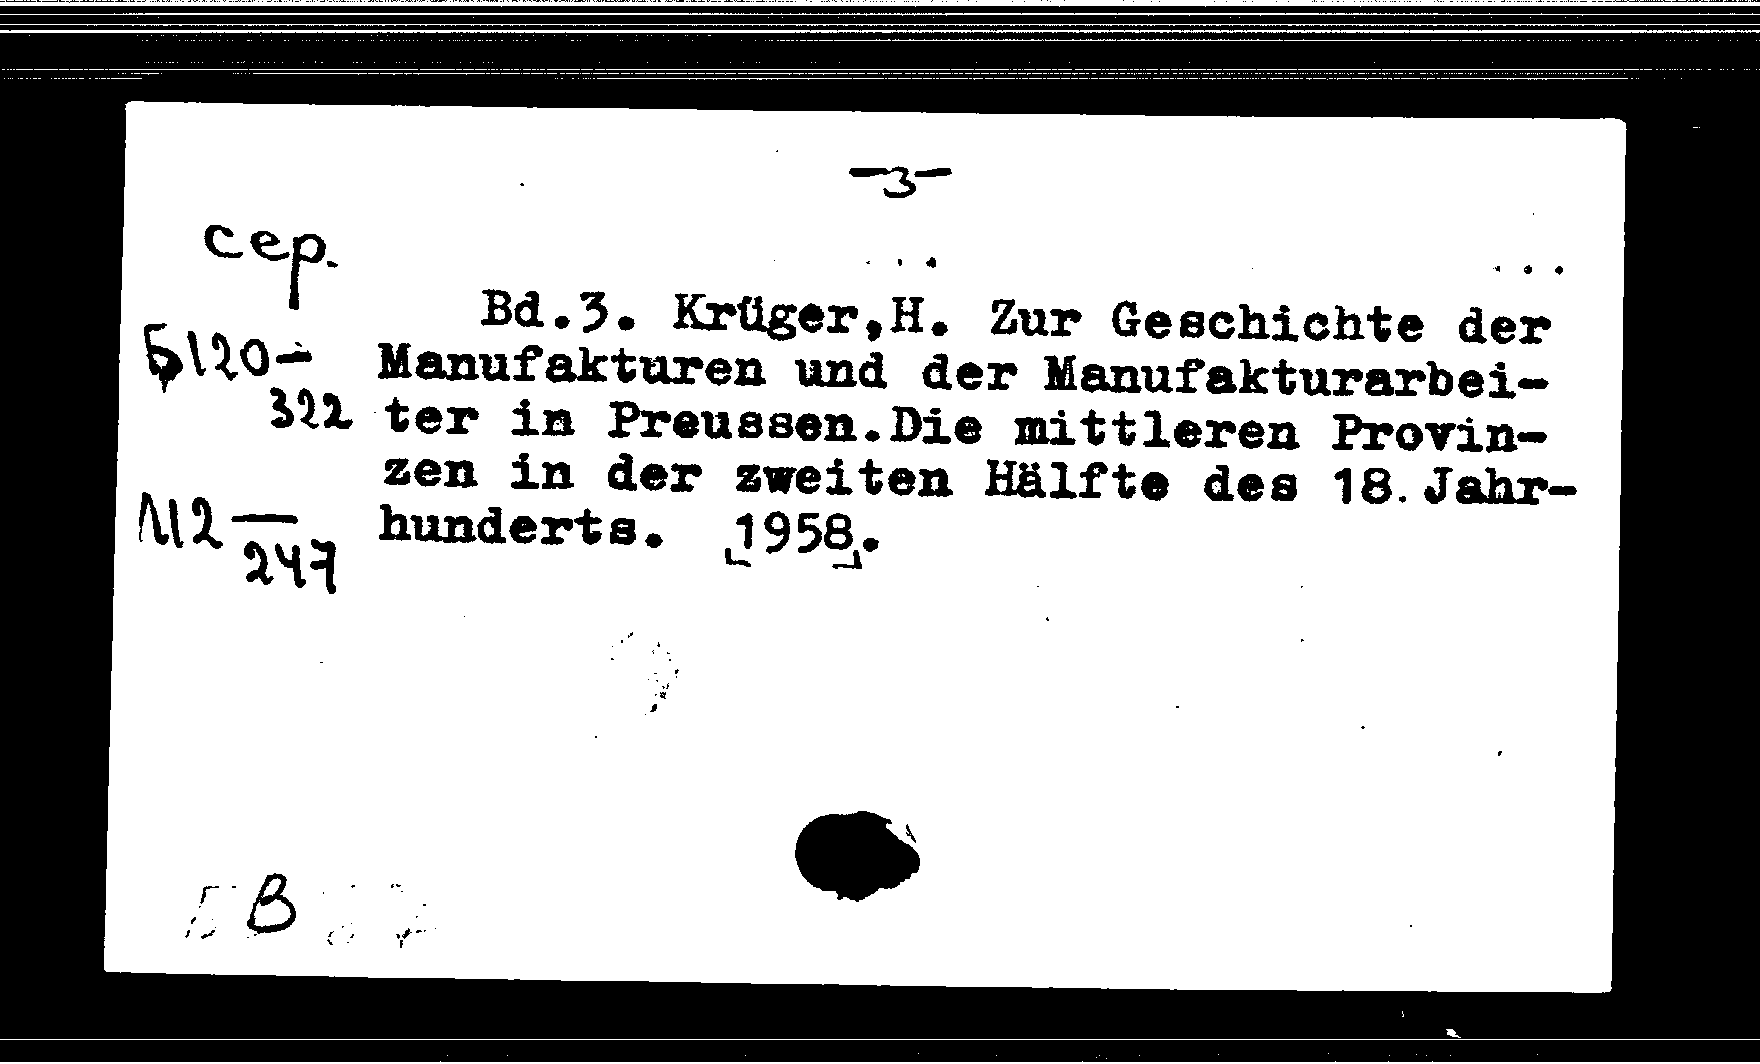 -3-
сер.
... ...
Bd.3. Krüger,H. Zur Geschichte der
Б120-
322
Manufakturen und der Manufakturarbei-
ter in Preussen.Die mittleren Provin-
zen in der zweiten Hälfte des 18. Jahr-
hunderts. [1958].
Л12-
247
В